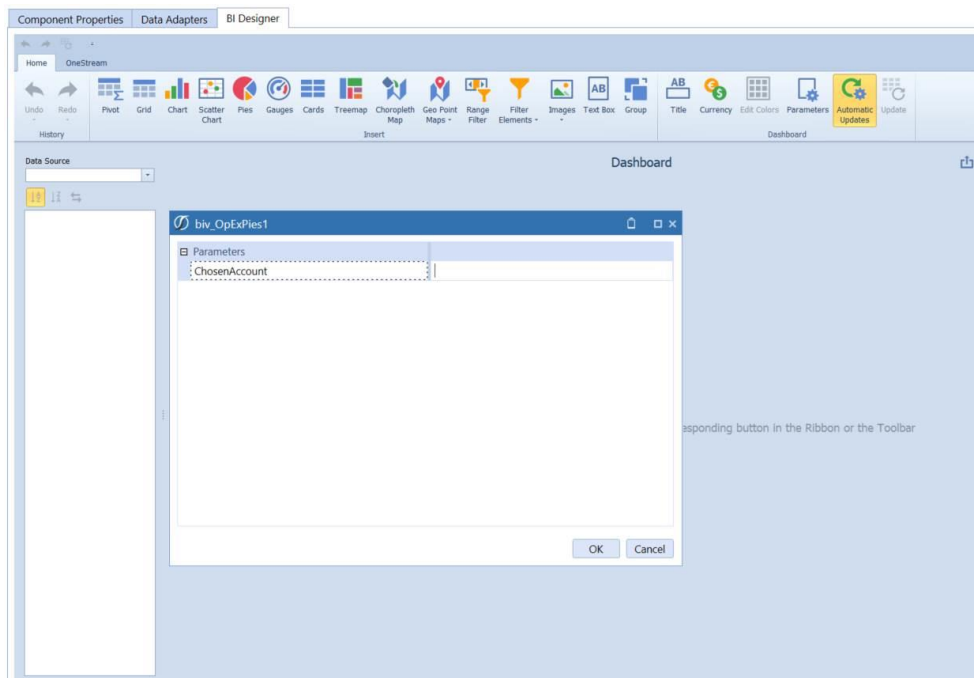 Component Properties Data Adapters BI Designer
Home OneStream
Undo Redo Pivot Grid Chart Scatter Chart Pies Gauges Cards Treemap Choropleth Map Geo Point Maps Range Filter Filter Elements Images Text Box Group Title Currency Edit Colors Parameters Automatic Updates Update
History Insert Dashboard
Data Source
Dashboard
biv_OpExPies1
Parameters
ChosenAccount
esponding button in the Ribbon or the Toolbar
OK Cancel